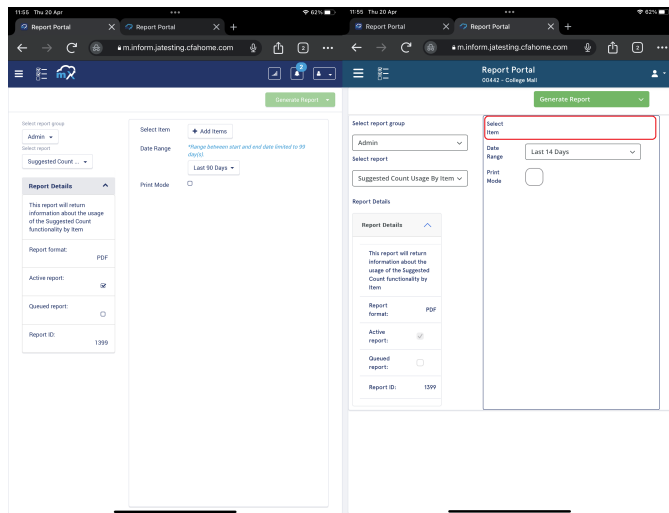 11:55 Thu 20 Apr
62%
Report Portal
Report Portal
m.inform.jatesting.cfahome.com
2
mx
2
Generate Report
Select report group
Admin
Select report
Suggested Count ...
Report Details
This report will return
information about the usage
of the Suggested Count
functionality by Item
Report format:
PDF
Active report:
Queued report:
Report ID:
1399
Select Item
+ Add Items
Date Range
*Range between start and end date limited to 99
day(s).
Last 90 Days
Print Mode
11:55 Thu 20 Apr
62%
Report Portal
Report Portal
m.inform.jatesting.cfahome.com
2
Report Portal
00442 - College Mall
Generate Report
Select report group
Admin
Select report
Suggested Count Usage By Item
Report Details
Report Details
This report will return
information about the
usage of the Suggested
Count functionality by
Item
Report
format:
PDF
Active
report:
Queued
report:
Report ID:
1399
Select
Item
Date
Range
Last 14 Days
Print
Mode